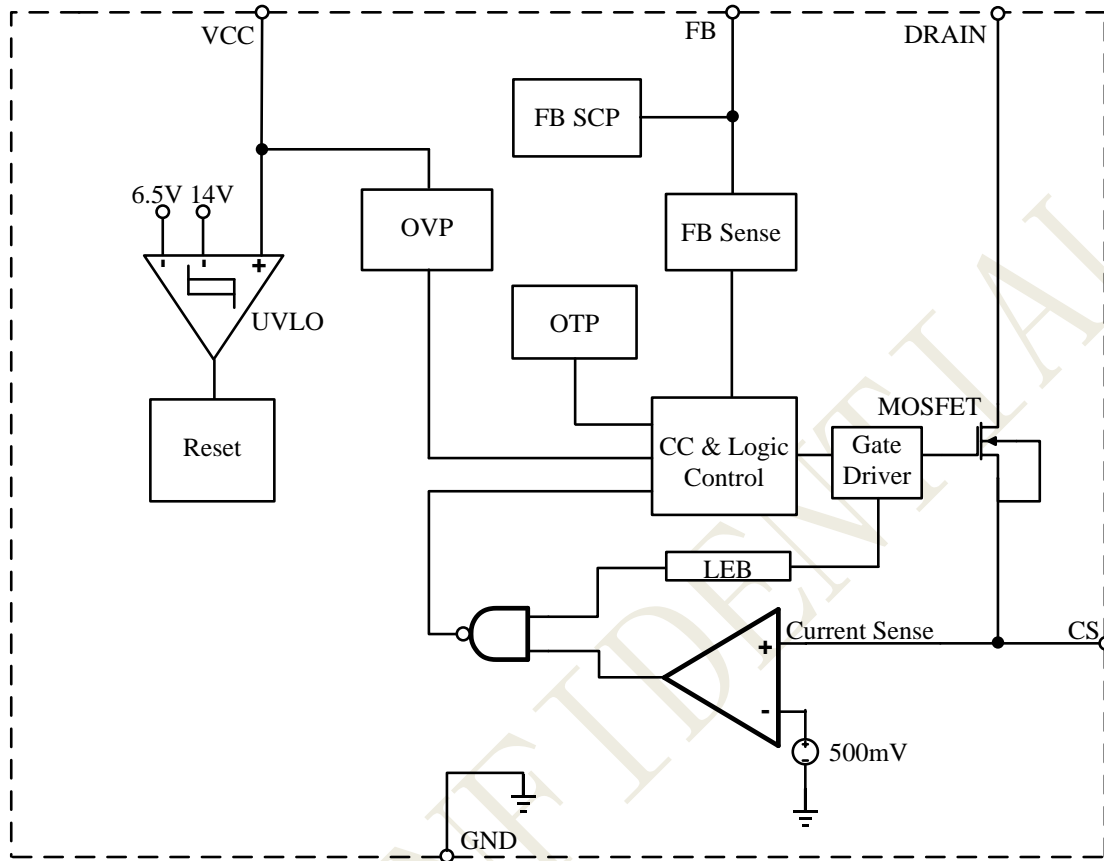 VCC
FB
DRAIN
FB SCP
6.5V 14V
OVP
FB Sense
- - +
UVLO
OTP
MOSFET
Reset
CC & Logic
Control
Gate
Driver
LEB
Current Sense
CS
+
-
+
-
500mV
GND
NFIDENTIAL